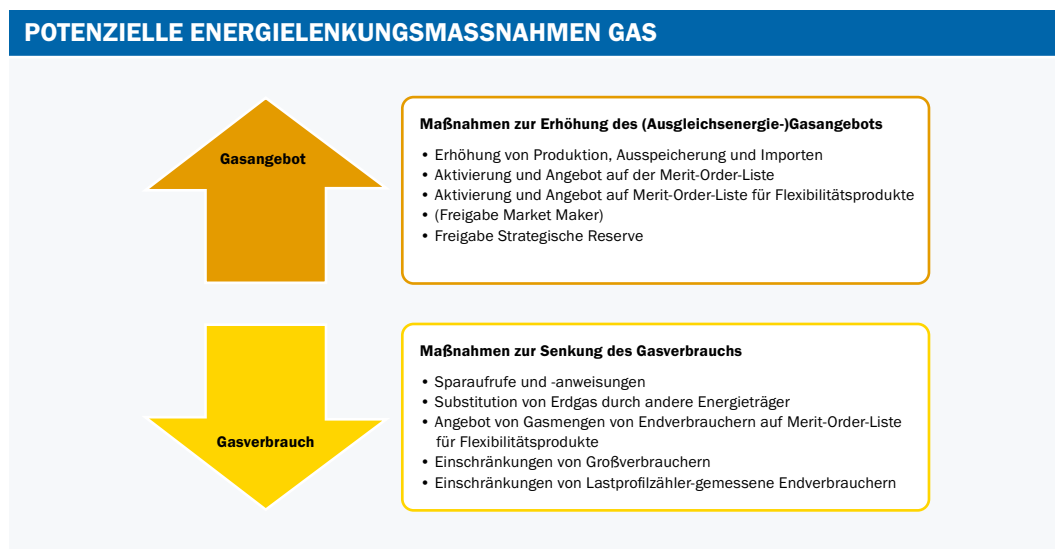 POTENZIELLE ENERGIELENKUNGSMASSNAHMEN GAS
Gasangebot
Maßnahmen zur Erhöhung des (Ausgleichsenergie-)Gasangebots
• Erhöhung von Produktion, Ausspeicherung und Importen
• Aktivierung und Angebot auf der Merit-Order-Liste
• Aktivierung und Angebot auf Merit-Order-Liste für Flexibilitätsprodukte
• (Freigabe Market Maker)
• Freigabe Strategische Reserve
Gasverbrauch
Maßnahmen zur Senkung des Gasverbrauchs
• Sparaufrufe und -anweisungen
• Substitution von Erdgas durch andere Energieträger
• Angebot von Gasmengen von Endverbrauchern auf Merit-Order-Liste
für Flexibilitätsprodukte
• Einschränkungen von Großverbrauchern
• Einschränkungen von Lastprofilzähler-gemessene Endverbrauchern